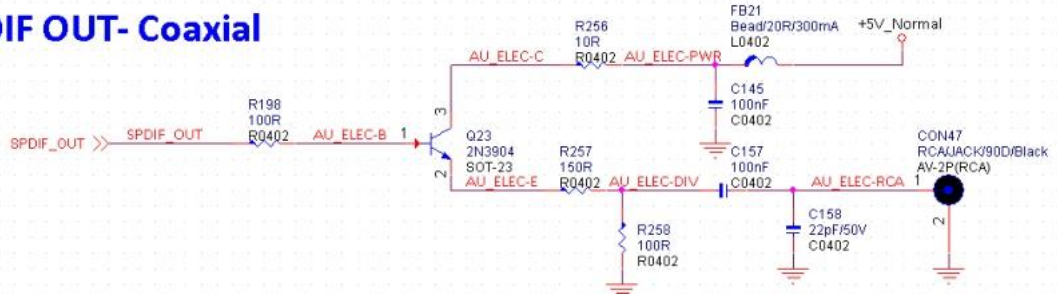 DIF OUT- Coaxial
FB21
Bead/20R/300mA
L0402
+5V_Normal
R256
10R
R0402
AU_ELEC-C
AU_ELEC-PWR
C145
100nF
C0402
R198
100R
R0402
SPDIF_OUT
SPDIF_OUT
AU_ELEC-B
1
3
2
Q23
2N3904
SOT-23
R257
150R
R0402
AU_ELEC-E
AU_ELEC-DIV
C157
100nF
C0402
AU_ELEC-RCA
1
CON47
RCA/JACK/90D/Black
AV-2P(RCA)
2
R258
100R
R0402
C158
22pF/50V
C0402